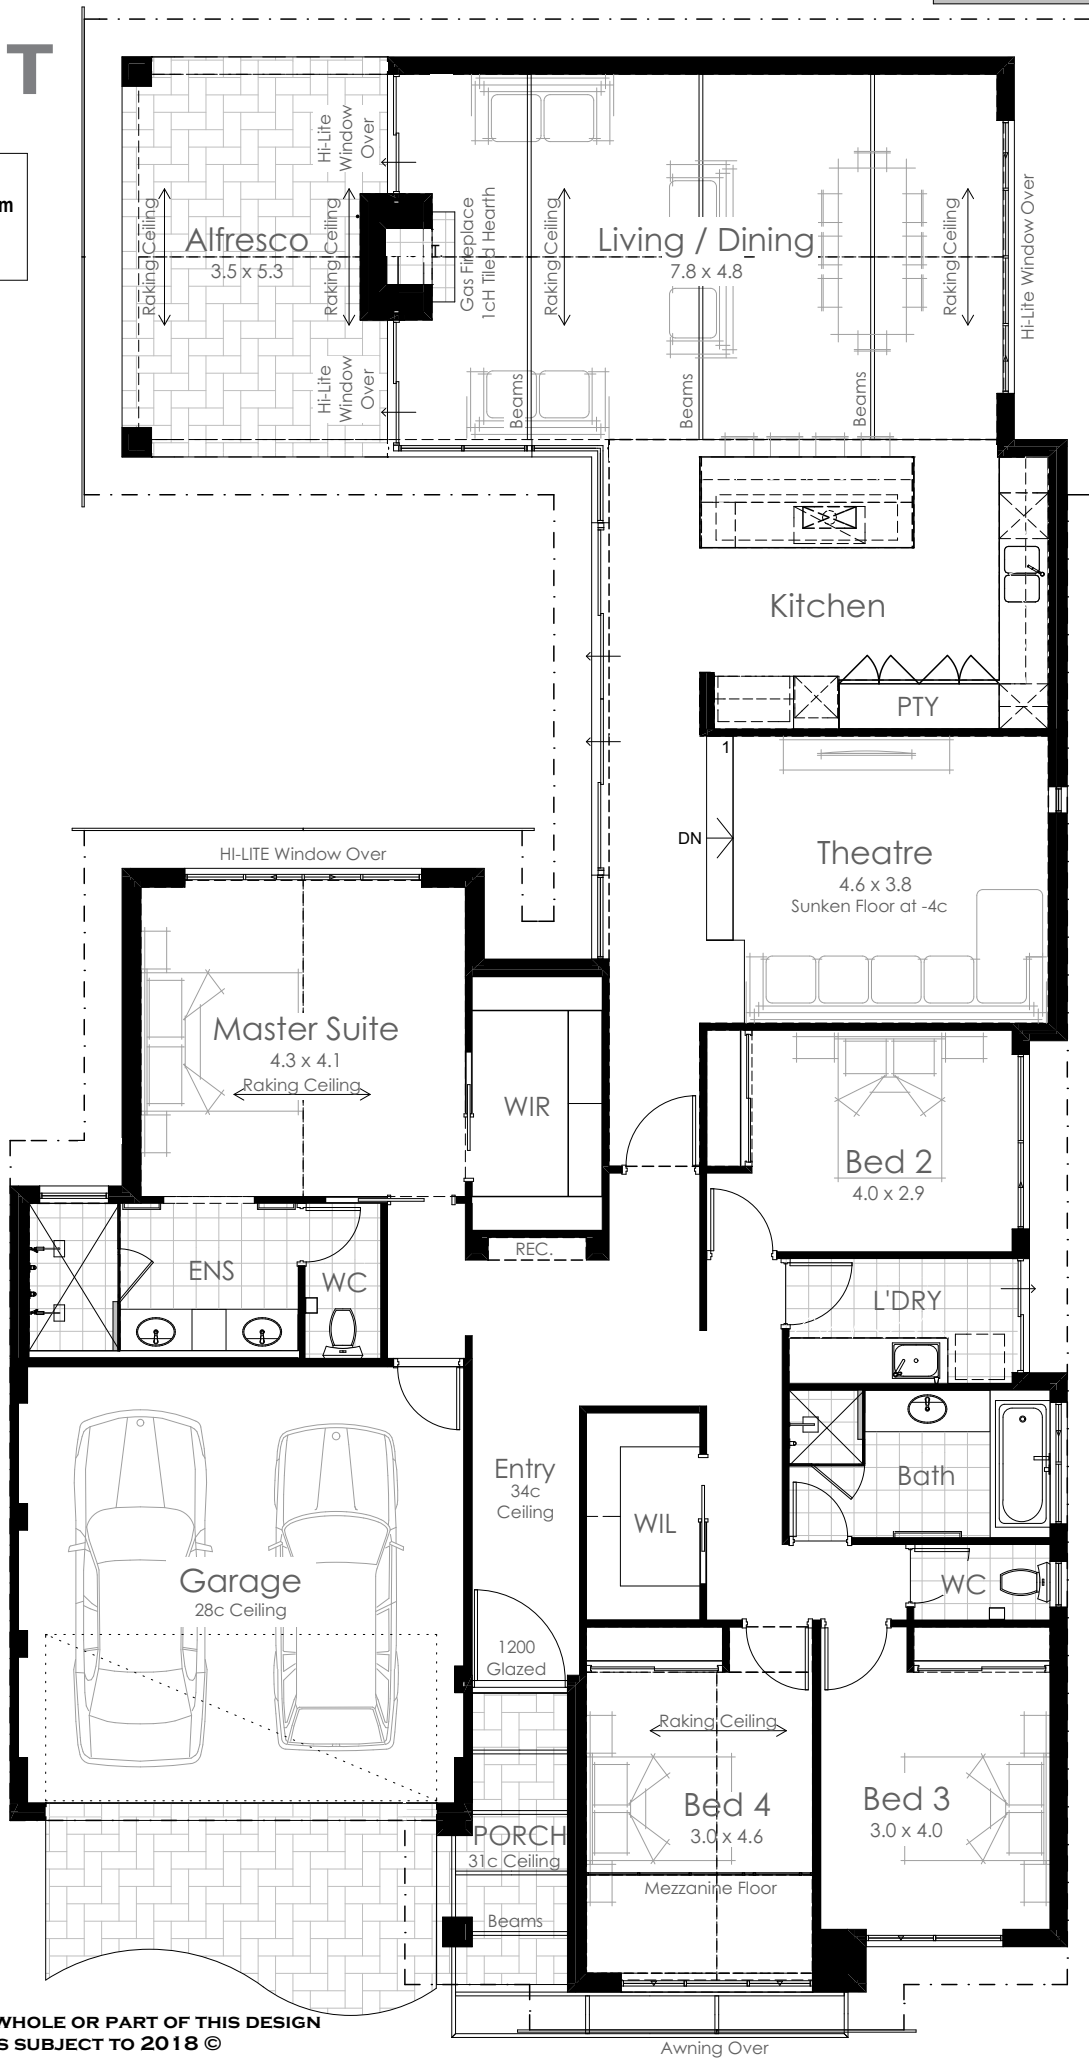 T
m
Hi-Lite
Window
Over
Raking Ceiling
Alfresco
3.5 x 5.3
Raking Ceiling
Hi-Lite
Window
Over
Gas Fireplace
1cH Tiled Hearth
Raking Ceiling
Living / Dining
7.8 x 4.8
Raking Ceiling
Hi-Lite Window Over
Beams
Beams
Beams
Kitchen
PTY
1
DN
Theatre
4.6 x 3.8
Sunken Floor at -4c
HI-LITE Window Over
Master Suite
4.3 x 4.1
Raking Ceiling
WIR
Bed 2
4.0 x 2.9
REC.
ENS
WC
L'DRY
Entry
34c
Ceiling
WIL
Bath
WC
Garage
28c Ceiling
1200
Glazed
Raking Ceiling
Bed 4
3.0 x 4.6
Mezzanine Floor
Bed 3
3.0 x 4.0
PORCH
31c Ceiling
Beams
WHOLE OR PART OF THIS DESIGN
S SUBJECT TO 2018 ©
Awning Over